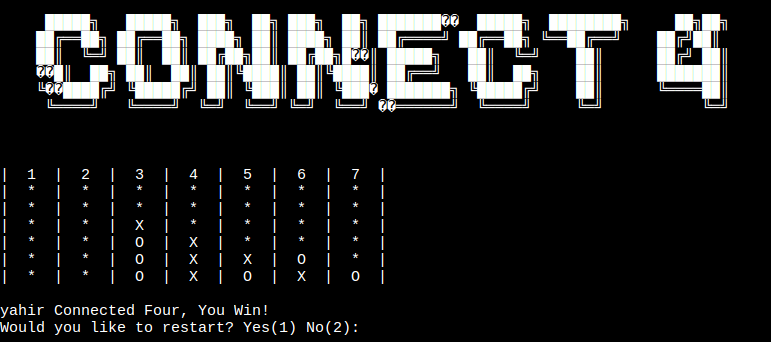 CONNECT 4
| 1 | 2 | 3 | 4 | 5 | 6 | 7 |
| * | * | * | * | * | * | * |
| * | * | * | * | * | * | * |
| * | * | X | * | * | * | * |
| * | * | O | X | * | * | * |
| * | * | O | X | X | O | * |
| * | * | O | X | O | X | O |
yahir Connected Four, You Win!
Would you like to restart? Yes(1) No(2):